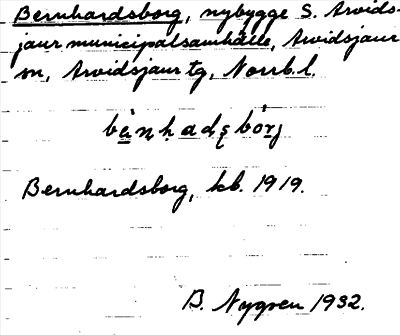 Bernhardsborg, nybygge S. Arvids-
jaur municipalsamhälle, Arvidsjaur
sn, Arvidsjaur tg, Norrb. l.
Bernhardsborg, kb. 1919.
B. Nygren 1932.